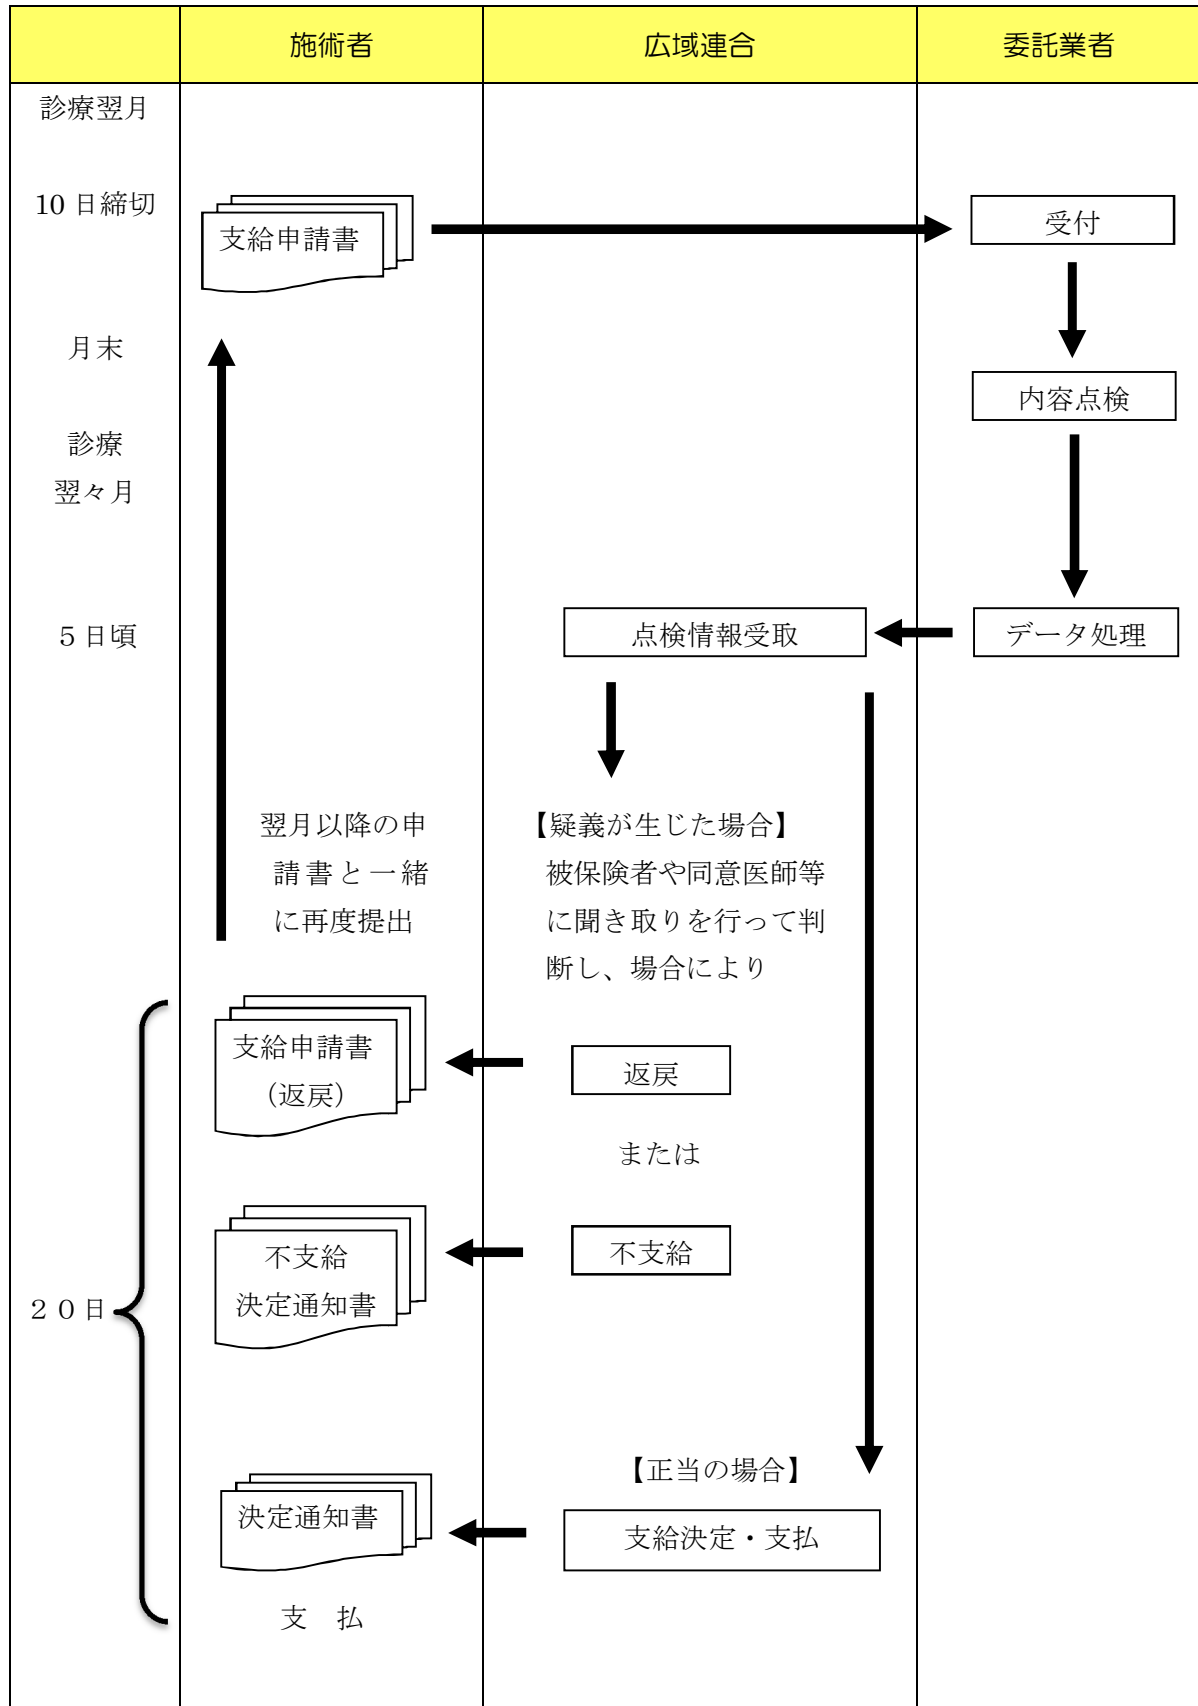 施術者
広域連合
委託業者
診療翌月
10日締切
支給申請書
受付
月末
内容点検
診療
翌々月
5日頃
点検情報受取
データ処理
翌月以降の申
請書と一緒
に再度提出
【疑義が生じた場合】
被保険者や同意医師等
に聞き取りを行って判
断し、場合により
支給申請書
（返戻）
返戻
または
不支給
決定通知書
不支給
２０日
【正当の場合】
決定通知書
支給決定・支払
支　払